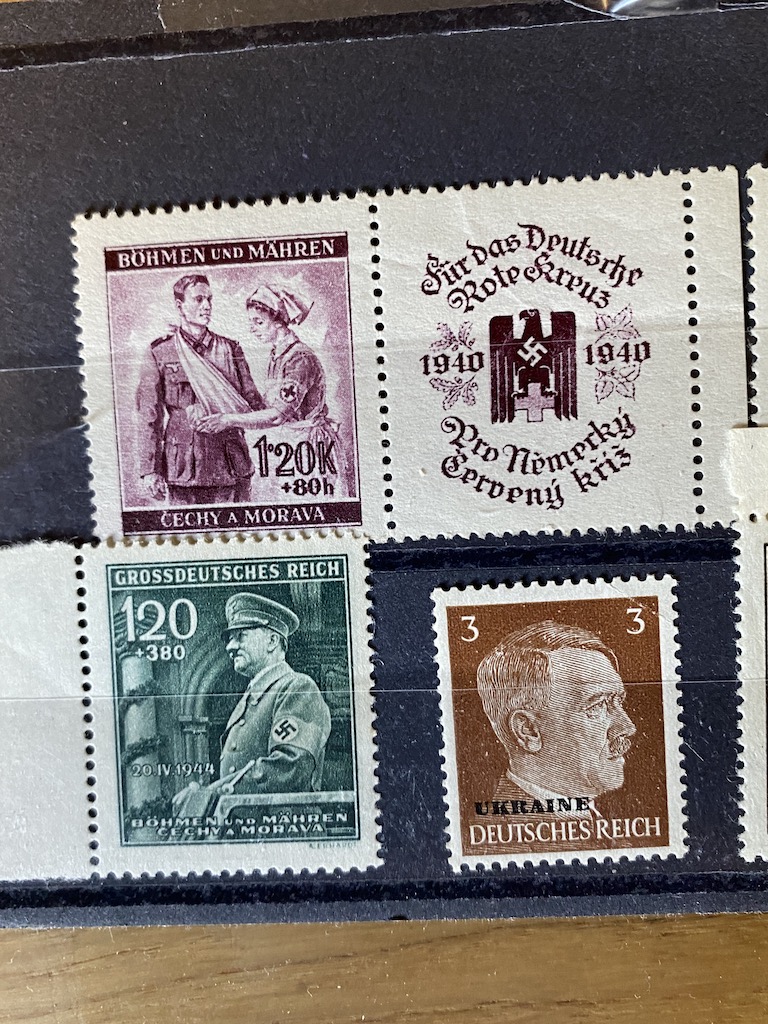 BÖHMEN UND MÄHREN
1·20K
+80h
ČECHY A MORAVA
Für das Deutsche
Rote Kreuz
1940 1940
Pro Německý
Červený kříž
GROSSDEUTSCHES REICH
120
+380
20.IV.1944
BÖHMEN UND MÄHREN
ČECHY A MORAVA
3 3
UKRAINE
DEUTSCHES REICH